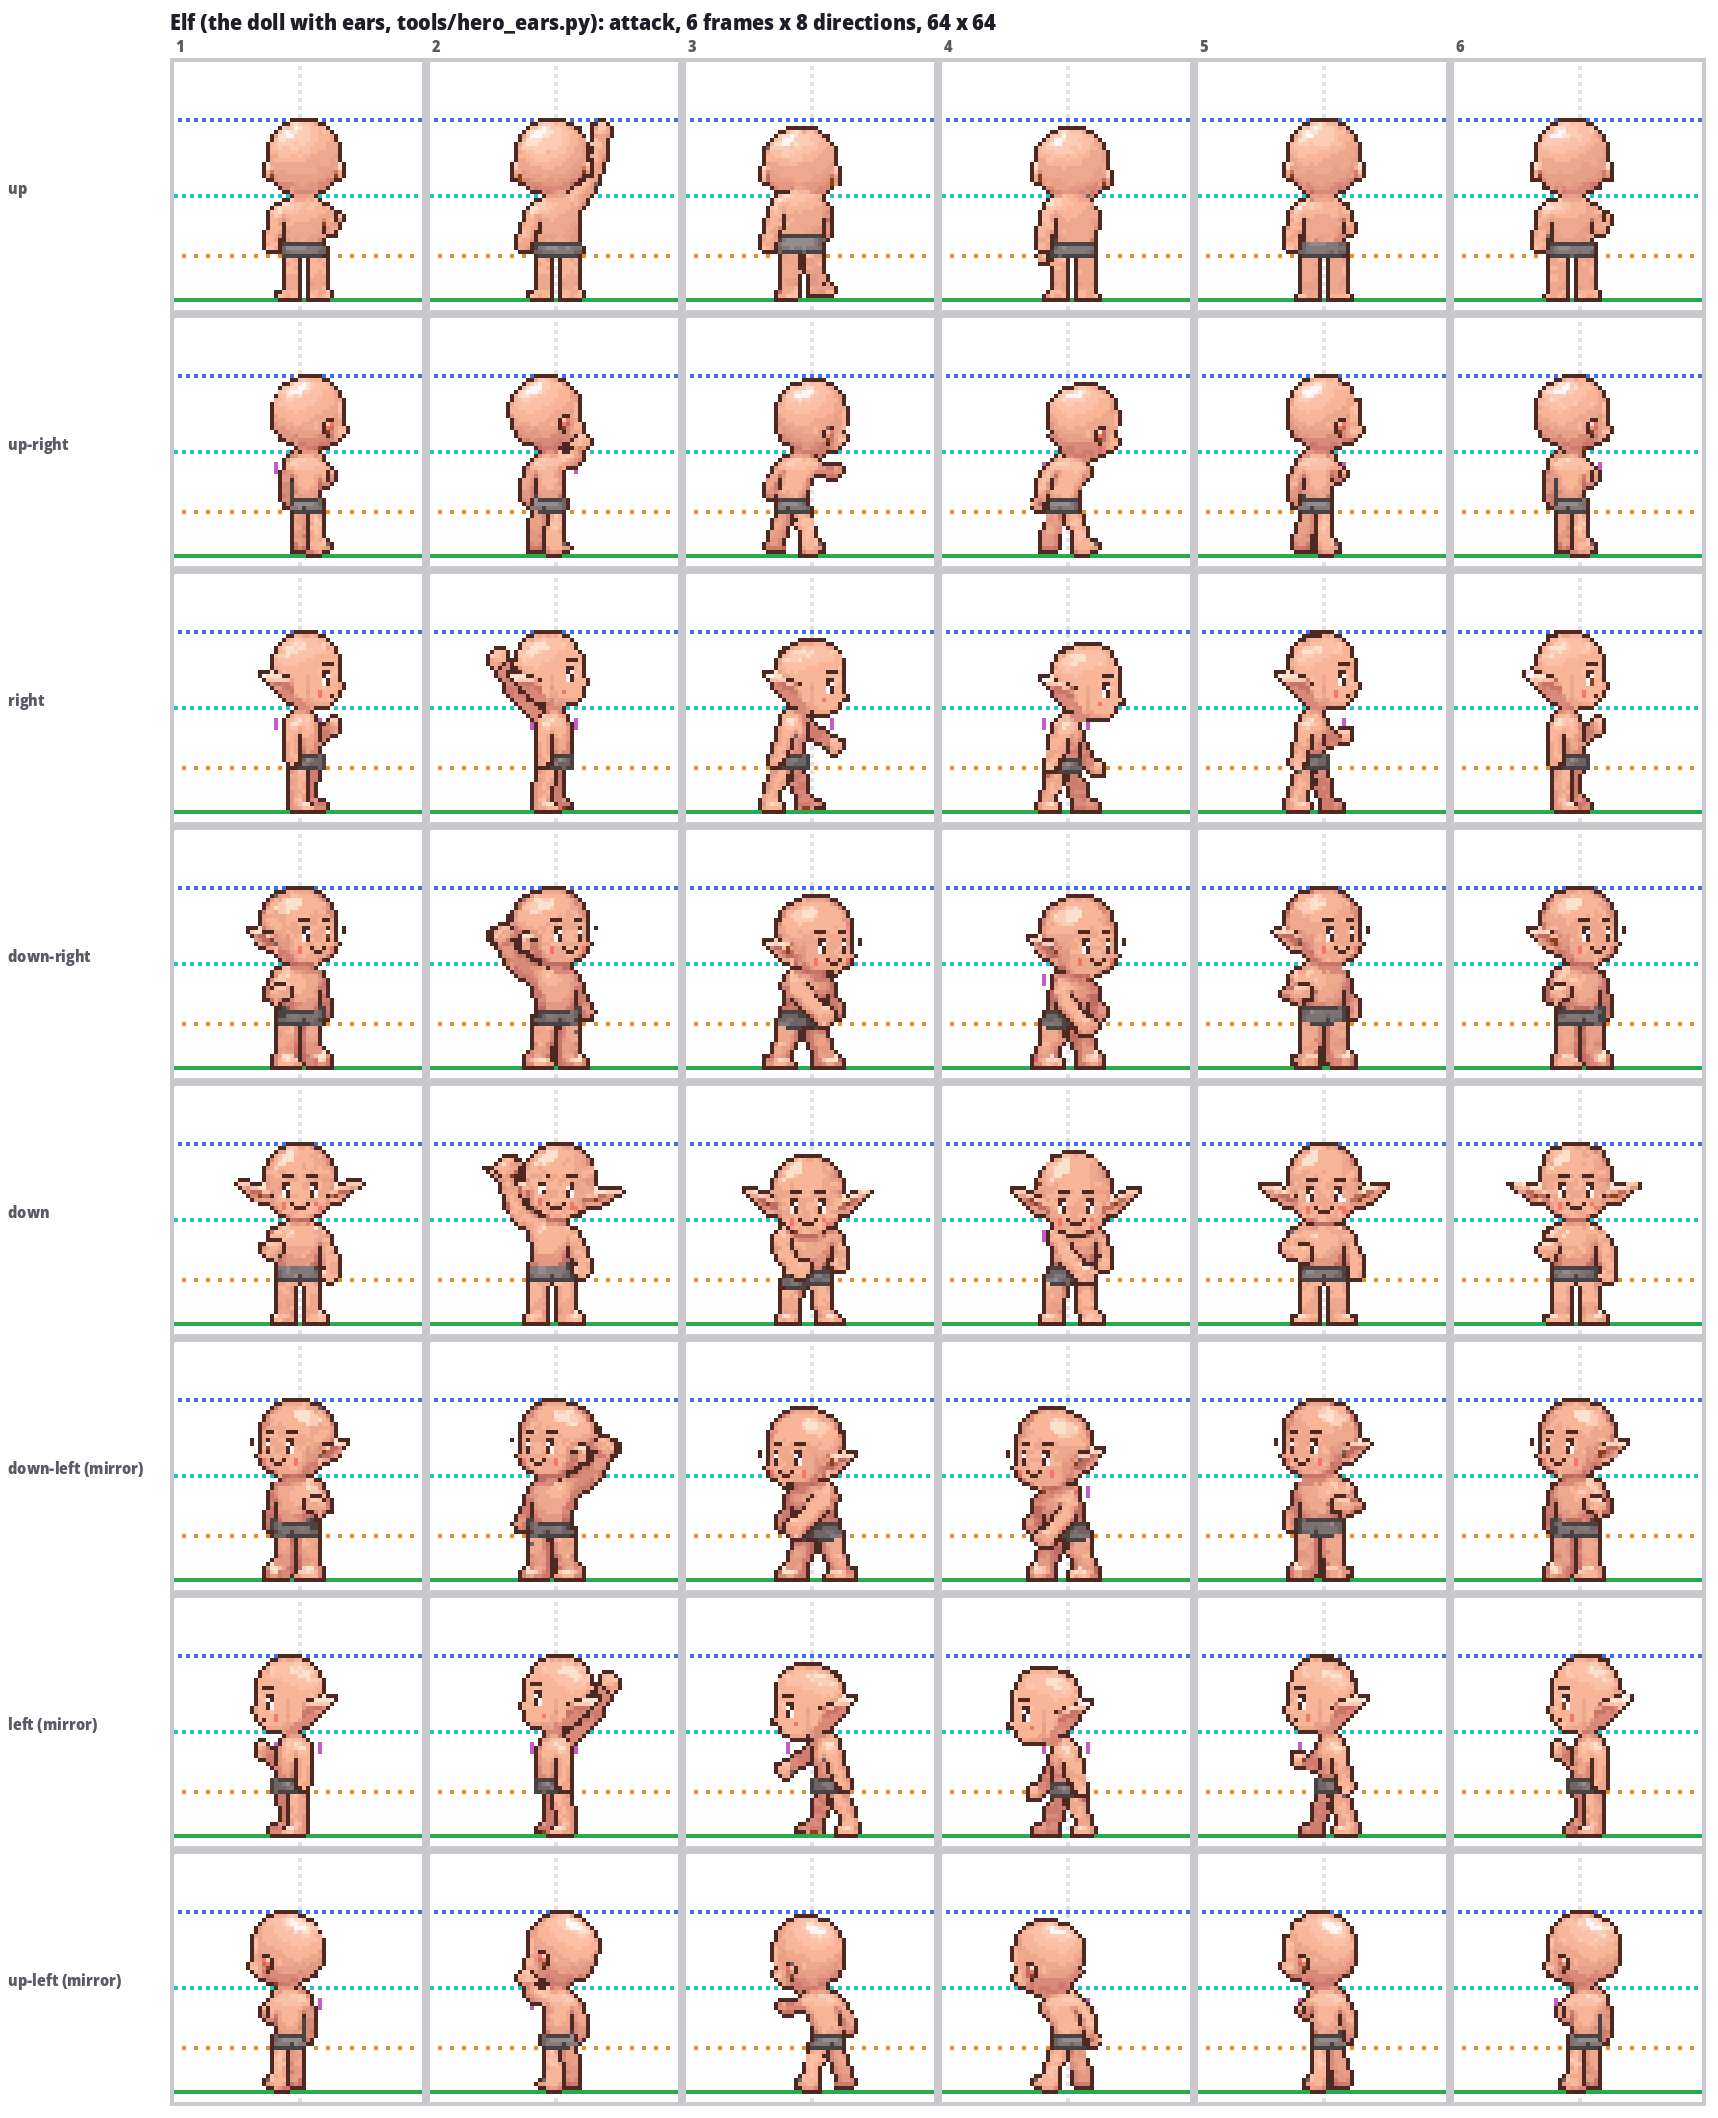 Elf (the doll with ears, tools/hero_ears.py): attack, 6 frames x 8 directions, 64 x 64
1 2 3 4 5 6
up
up-right
right
down-right
down
down-left (mirror)
left (mirror)
up-left (mirror)